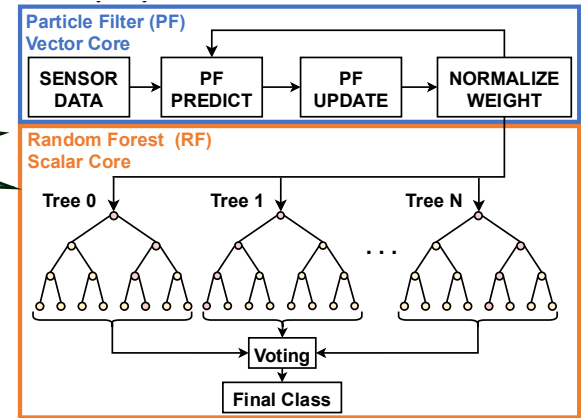 Particle Filter (PF)
Vector Core
SENSOR
DATA
PF
PREDICT
PF
UPDATE
NORMALIZE
WEIGHT
Random Forest (RF)
Scalar Core
Tree 0
Tree 1
Tree N
. . .
Voting
Final Class